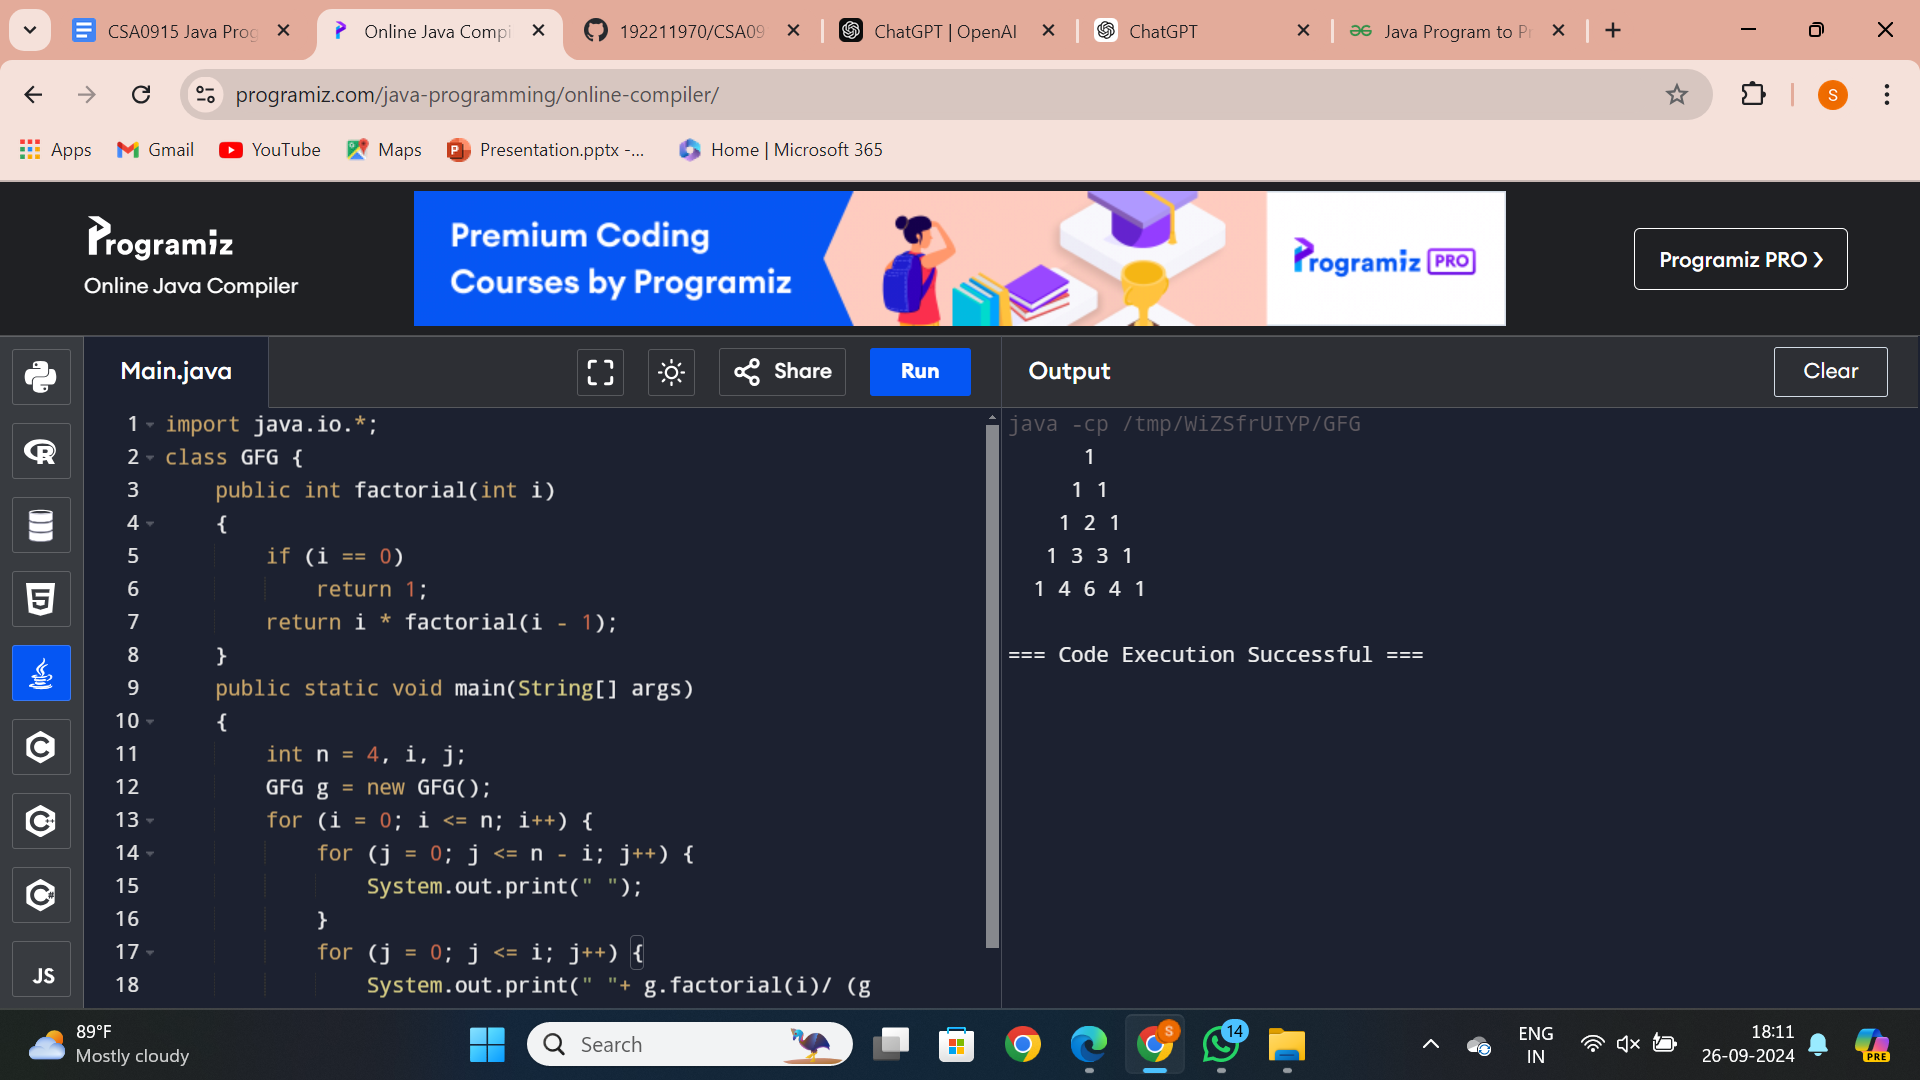 CSA0915 Java Prog
Online Java Compi
192211970/CSA09
ChatGPT | OpenAI
ChatGPT
Java Program to Pr
programiz.com/java-programming/online-compiler/
S
Apps
Gmail
YouTube
Maps
Presentation.pptx -...
Home | Microsoft 365
Programiz
Online Java Compiler
Premium Coding
Courses by Programiz
Programiz PRO
Programiz PRO ❯
Main.java
Share
Run
Output
Clear
1 import java.io.*;
2 class GFG {
3 public int factorial(int i)
4 {
5 if (i == 0)
6 return 1;
7 return i * factorial(i - 1);
8 }
9 public static void main(String[] args)
10 {
11 int n = 4, i, j;
12 GFG g = new GFG();
13 for (i = 0; i <= n; i++) {
14 for (j = 0; j <= n - i; j++) {
15 System.out.print(" ");
16 }
17 for (j = 0; j <= i; j++) {
18 System.out.print(" "+ g.factorial(i)/ (g
java -cp /tmp/WiZSfrUIYP/GFG
1
1 1
1 2 1
1 3 3 1
1 4 6 4 1
=== Code Execution Successful ===
R
5
C
C++
C#
JS
89°F
Mostly cloudy
Search
S
14
ENG
IN
18:11
26-09-2024
PRE